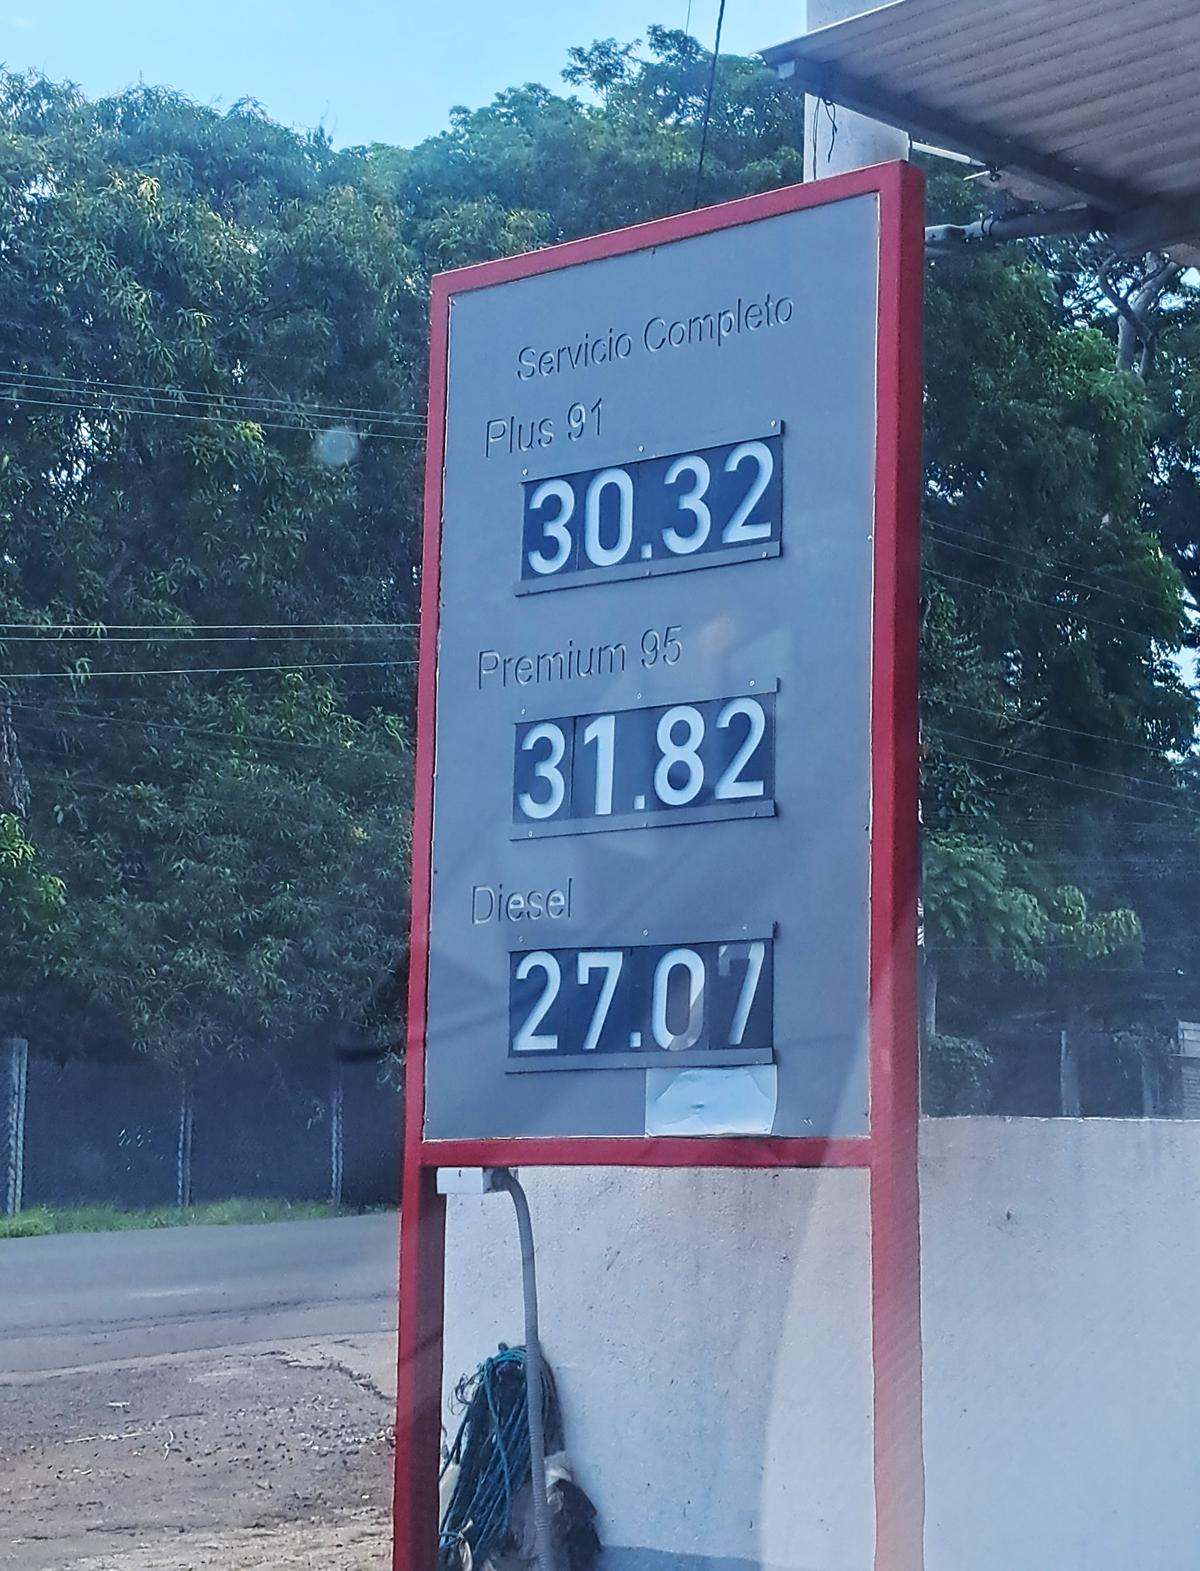 Servicio Completo
Plus 91
30.32
Premium 95
31.82
Diesel
27.07